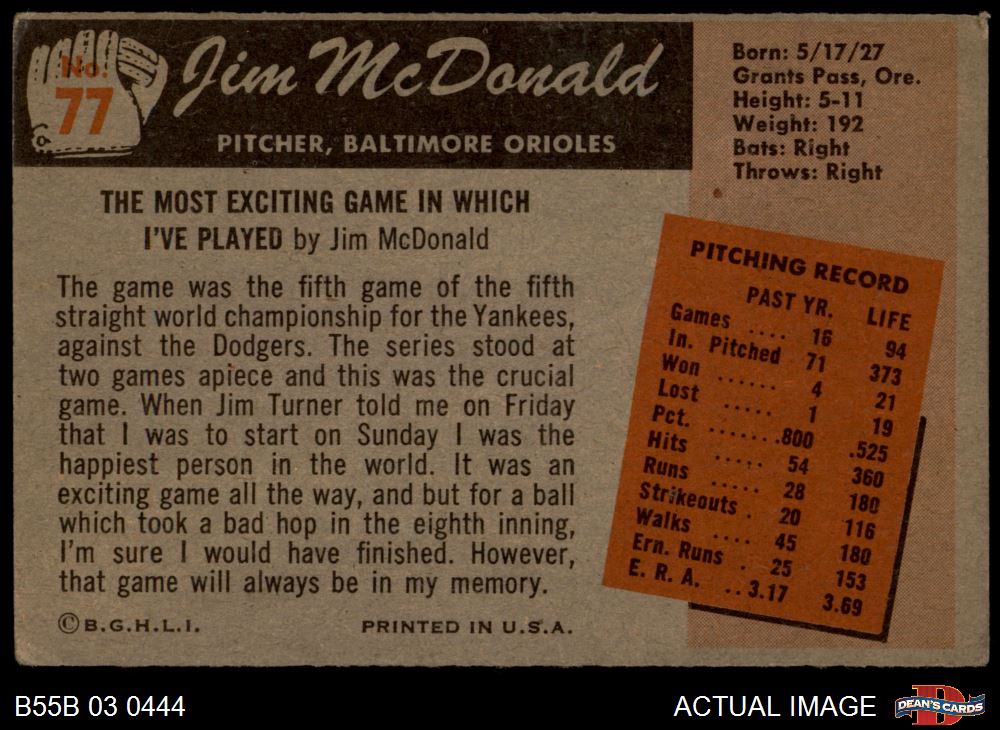 No.
77
Jim McDonald
PITCHER, BALTIMORE ORIOLES
Born: 5/17/27
Grants Pass, Ore.
Height: 5-11
Weight: 192
Bats: Right
Throws: Right
THE MOST EXCITING GAME IN WHICH
I'VE PLAYED by Jim McDonald
The game was the fifth game of the fifth
straight world championship for the Yankees,
against the Dodgers. The series stood at
two games apiece and this was the crucial
game. When Jim Turner told me on Friday
that I was to start on Sunday I was the
happiest person in the world. It was an
exciting game all the way, and but for a ball
which took a bad hop in the eighth inning,
I'm sure I would have finished. However,
that game will always be in my memory.
© B.G.H.L.I. PRINTED IN U.S.A.
PITCHING RECORD
PAST YR. LIFE
Games .... 16 94
In. Pitched 71 373
Won ...... 4 21
Lost ..... 1 19
Pct. .......800 .525
Hits ..... 54 360
Runs ..... 28 180
Strikeouts . 20 116
Walks .... 45 180
Ern. Runs . 25 153
E. R. A. ..3.17 3.69
B55B 03 0444
ACTUAL IMAGE
DEAN'S CARDS